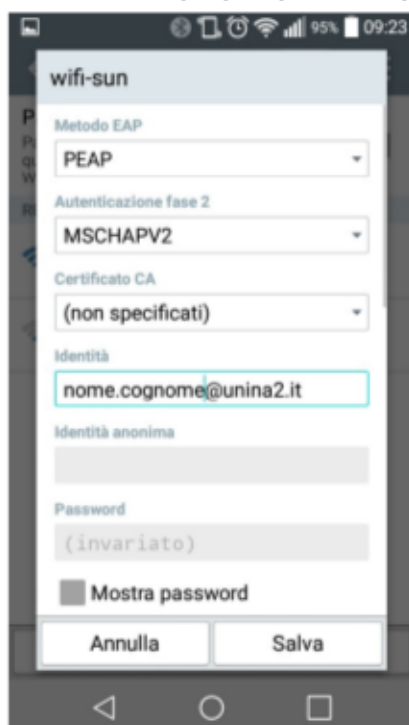 95% 09:23
wifi-sun
Metodo EAP
PEAP
Autenticazione fase 2
MSCHAPV2
Certificato CA
(non specificati)
Identità
nome.cognome@unina2.it
Identità anonima
Password
(invariato)
Mostra password
Annulla Salva